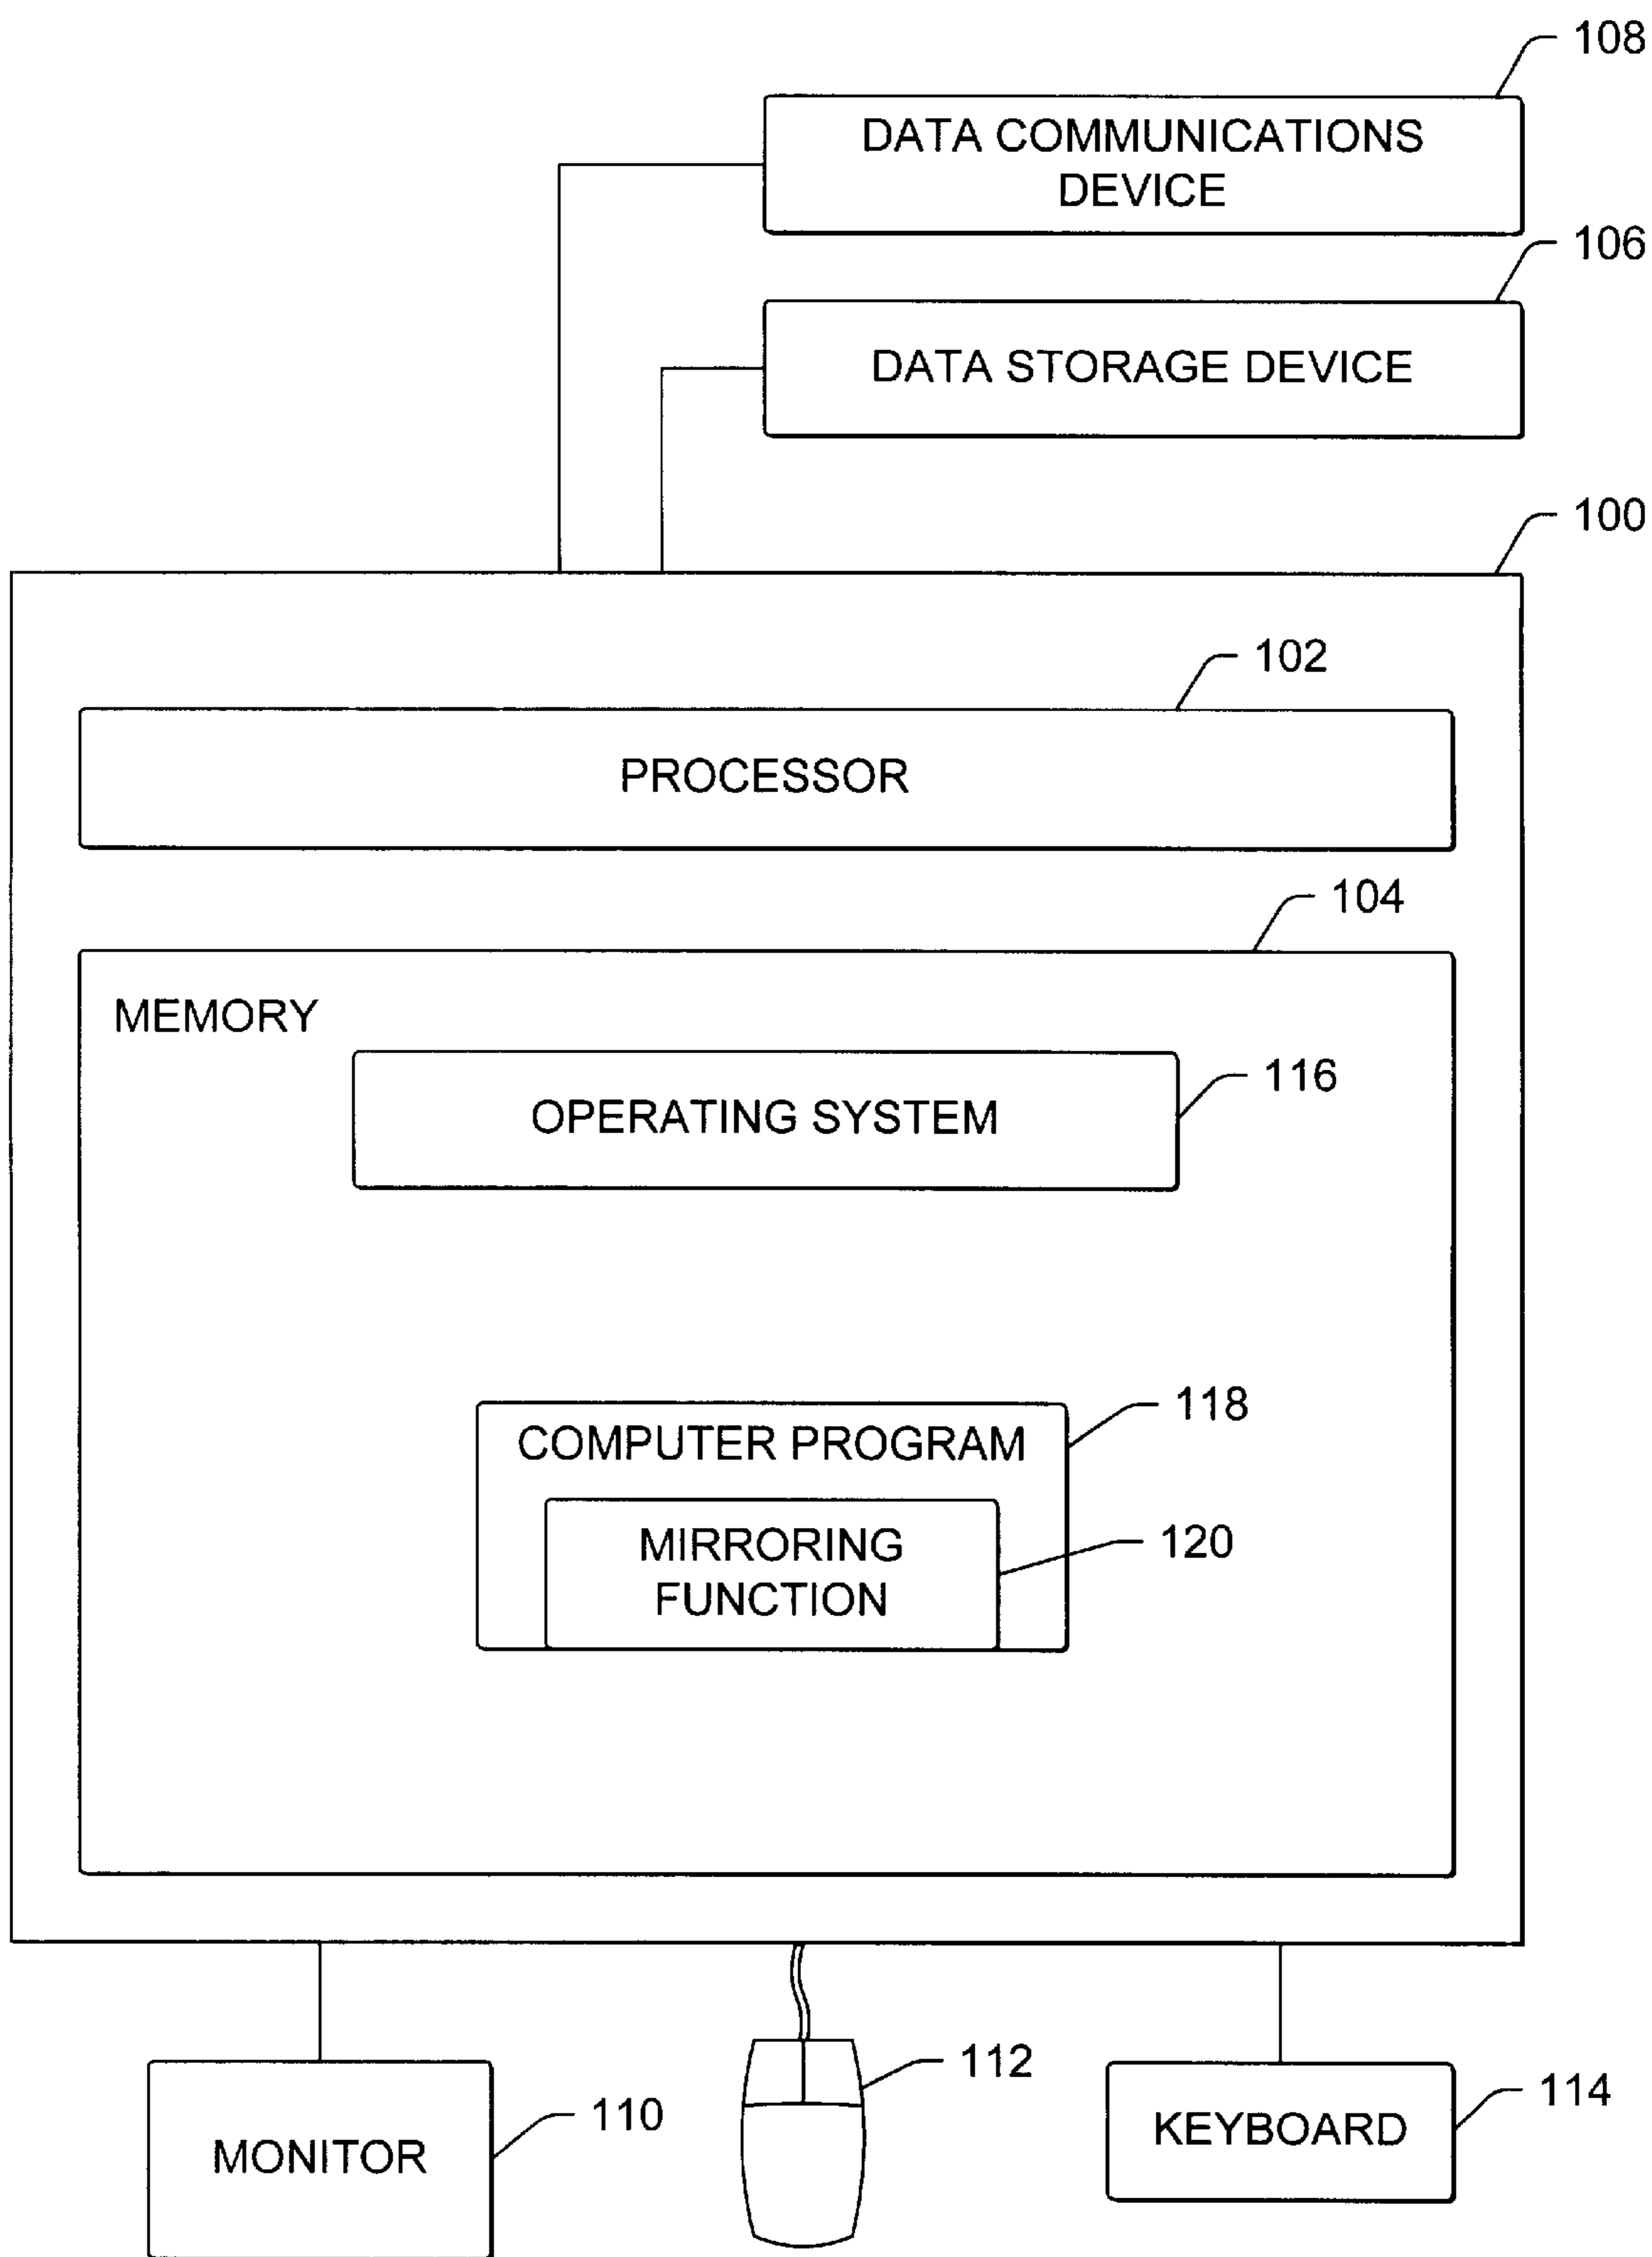 108
DATA COMMUNICATIONS
DEVICE
106
DATA STORAGE DEVICE
100
102
PROCESSOR
104
MEMORY
116
OPERATING SYSTEM
118
COMPUTER PROGRAM
120
MIRRORING
FUNCTION
112
110
114
MONITOR
KEYBOARD